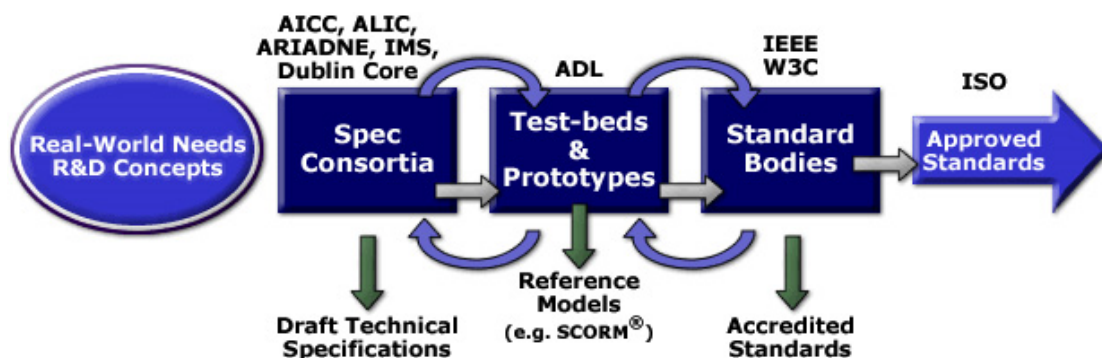 AICC, ALIC,
ARIADNE, IMS,
Dublin Core
ADL
IEEE
W3C
ISO
Real-World Needs
R&D Concepts
Spec
Consortia
Test-beds
&
Prototypes
Standard
Bodies
Approved
Standards
Draft Technical
Specifications
Reference
Models
(e.g. SCORM®)
Accredited
Standards